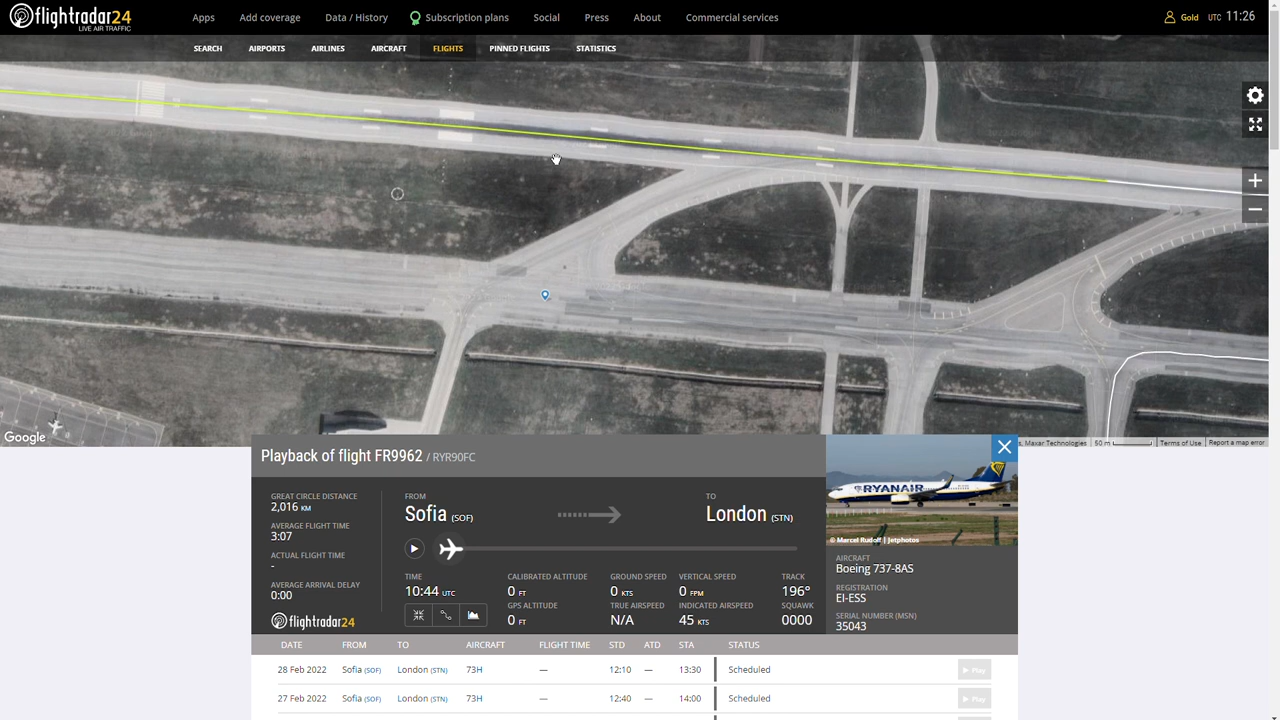 flightradar24
LIVE AIR TRAFFIC
Apps
Add coverage
Data / History
Subscription plans
Social
Press
About
Commercial services
Gold
UTC 11:26
SEARCH
AIRPORTS
AIRLINES
AIRCRAFT
FLIGHTS
PINNED FLIGHTS
STATISTICS
Google
s, Maxar Technologies
50 m
Terms of Use
Report a map error
Playback of flight FR9962 / RYR90FC
GREAT CIRCLE DISTANCE
2,016 KM
AVERAGE FLIGHT TIME
3:07
ACTUAL FLIGHT TIME
-
AVERAGE ARRIVAL DELAY
0:00
flightradar24
FROM
Sofia (SOF)
TO
London (STN)
TIME
10:44 UTC
CALIBRATED ALTITUDE
0 FT
GPS ALTITUDE
0 FT
GROUND SPEED
0 KTS
TRUE AIRSPEED
N/A
VERTICAL SPEED
0 FPM
INDICATED AIRSPEED
45 KTS
TRACK
196°
SQUAWK
0000
RYANAIR
© Marcel Rudolf | Jetphotos
AIRCRAFT
Boeing 737-8AS
REGISTRATION
EI-ESS
SERIAL NUMBER (MSN)
35043
DATE FROM TO AIRCRAFT FLIGHT TIME STD ATD STA STATUS
28 Feb 2022 Sofia (SOF) London (STN) 73H — 12:10 — 13:30 Scheduled Play
27 Feb 2022 Sofia (SOF) London (STN) 73H — 12:40 — 14:00 Scheduled Play